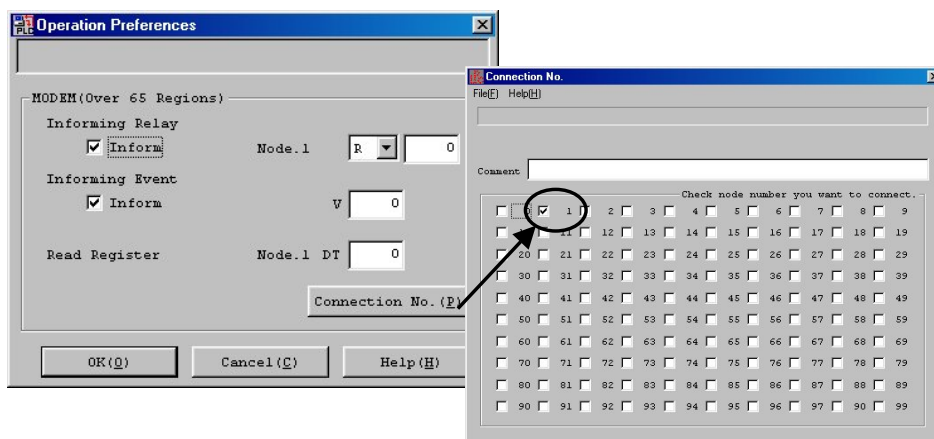 PLC Operation Preferences
MODEM(Over 65 Regions)
Informing Relay
Inform
Node.1 R 0
Informing Event
Inform
V 0
Read Register
Node.1 DT 0
Connection No.(P)
OK(O) Cancel(C) Help(H)
Connection No.
File(F) Help(H)
Comment
Check node number you want to connect.
1 2 3 4 5 6 7 8 9
11 12 13 14 15 16 17 18 19
20 21 22 23 24 25 26 27 28 29
30 31 32 33 34 35 36 37 38 39
40 41 42 43 44 45 46 47 48 49
50 51 52 53 54 55 56 57 58 59
60 61 62 63 64 65 66 67 68 69
70 71 72 73 74 75 76 77 78 79
80 81 82 83 84 85 86 87 88 89
90 91 92 93 94 95 96 97 98 99